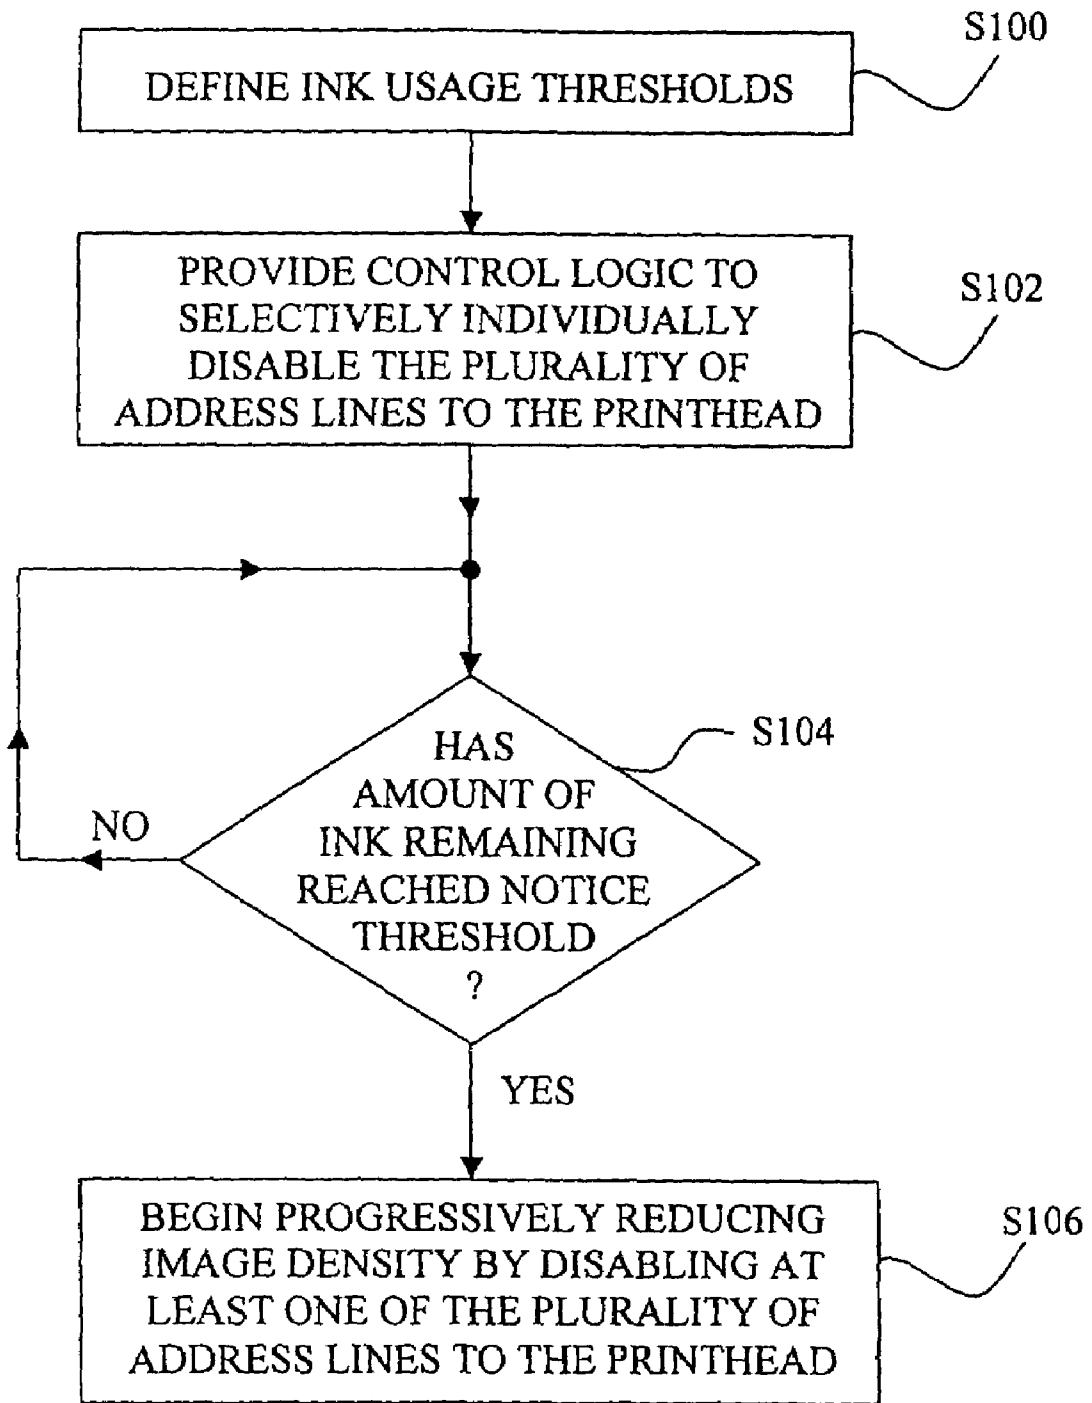 S100
DEFINE INK USAGE THRESHOLDS
S102
PROVIDE CONTROL LOGIC TO
SELECTIVELY INDIVIDUALLY
DISABLE THE PLURALITY OF
ADDRESS LINES TO THE PRINTHEAD
S104
HAS
AMOUNT OF
INK REMAINING
REACHED NOTICE
THRESHOLD
?
NO
YES
S106
BEGIN PROGRESSIVELY REDUCING
IMAGE DENSITY BY DISABLING AT
LEAST ONE OF THE PLURALITY OF
ADDRESS LINES TO THE PRINTHEAD